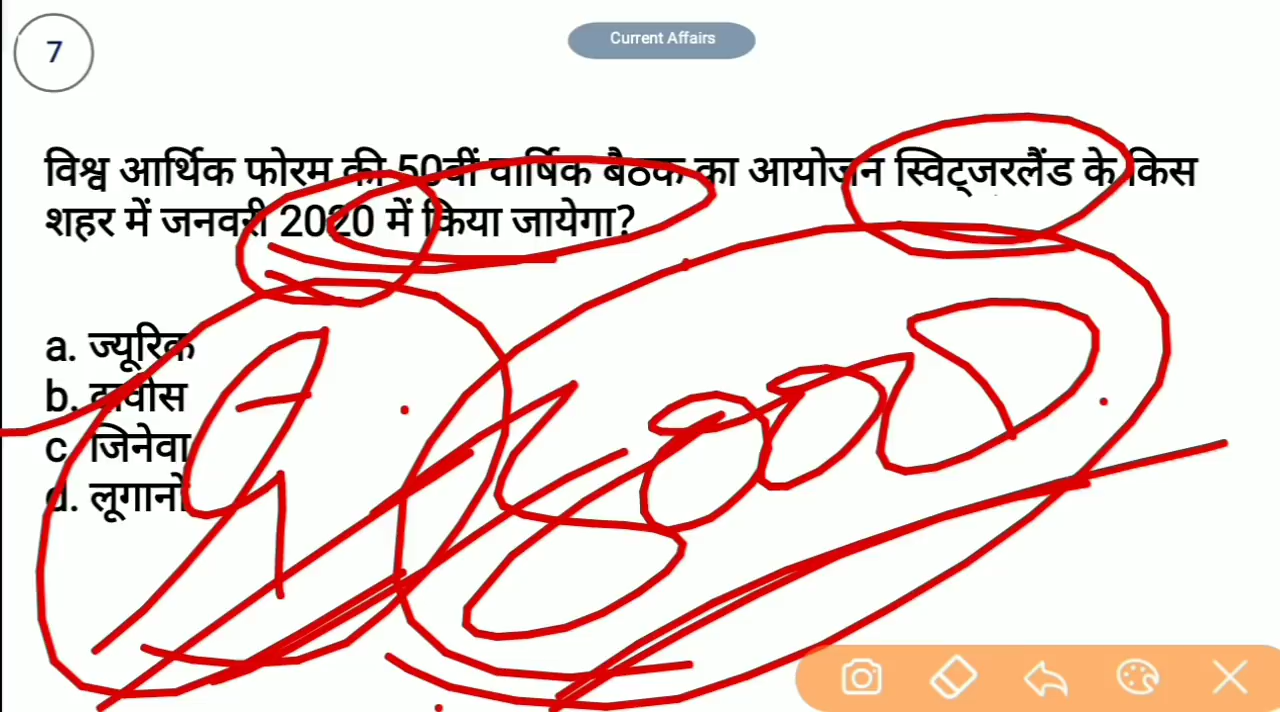 7
Current Affairs
विश्व आर्थिक फोरम की 50वीं वार्षिक बैठक का आयोजन स्विट्जरलैंड के किस
शहर में जनवरी 2020 में किया जायेगा?
a. ज्यूरिक
b. दावोस
c. जिनेवा
d. लूगानो